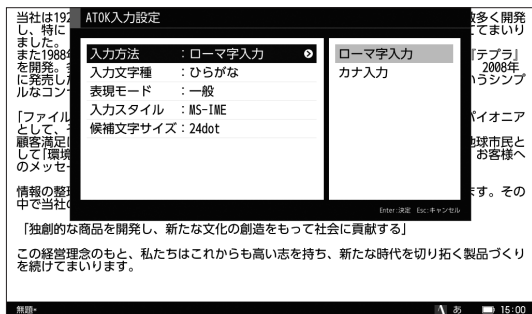 ATOK入力設定
入力方法　：ローマ字入力
入力文字種　：ひらがな
表現モード　：一般
入力スタイル　：MS-IME
候補文字サイズ：24dot
ローマ字入力
カナ入力
Enter:決定 Esc:キャンセル
当社は192
数多く開発
し、特に
てまいり
ました。
また1988年
『テプラ』
を開発。
2008年
に発売し
いうシンプ
ルなコン
「ファイル
パイオニア
として、
顧客満足
地球市民と
して「環境
お客様へ
のメッセー
情報の整理
ます。その
中で当社
「独創的な商品を開発し、新たな文化の創造をもって社会に貢献する」
この経営理念のもと、私たちはこれからも高い志を持ち、新たな時代を切り拓く製品づくり
を続けてまいります。
無題* あ 15:00